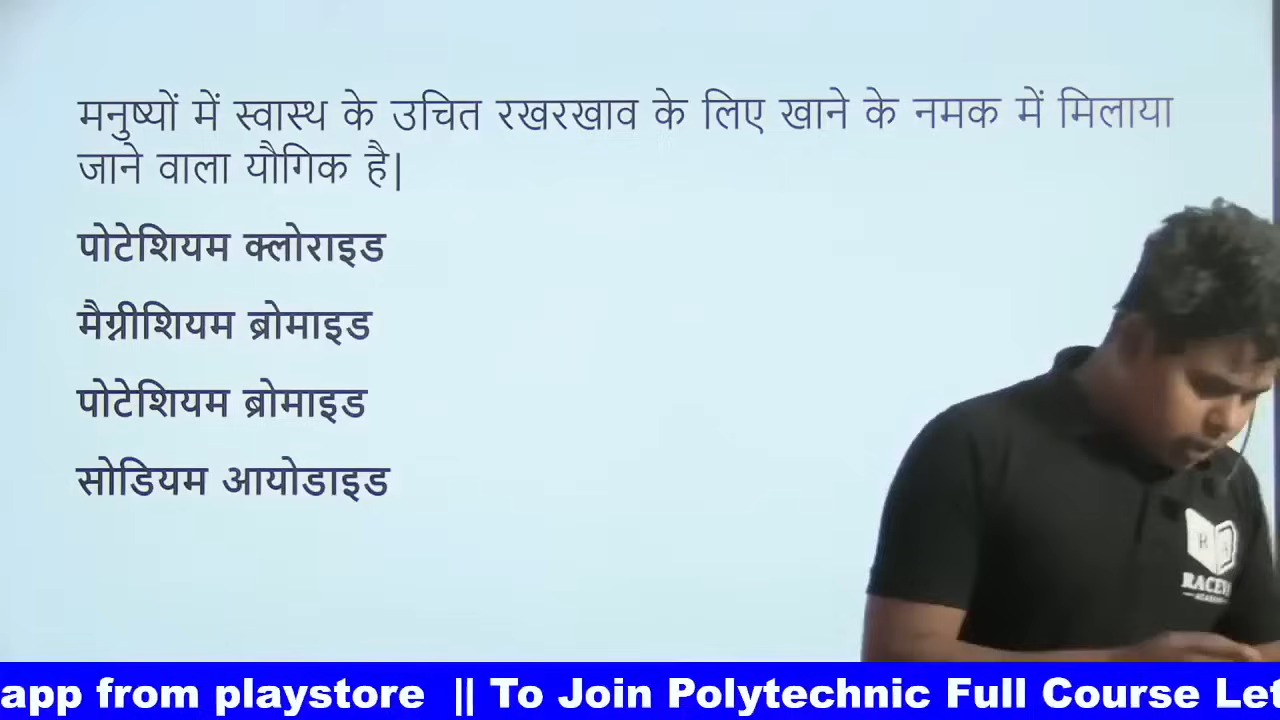 मनुष्यों में स्वास्थ के उचित रखरखाव के लिए खाने के नमक में मिलाया
जाने वाला यौगिक है|
पोटेशियम क्लोराइड
मैग्नीशियम ब्रोमाइड
पोटेशियम ब्रोमाइड
सोडियम आयोडाइड
R A
app from playstore || To Join Polytechnic Full Course Let